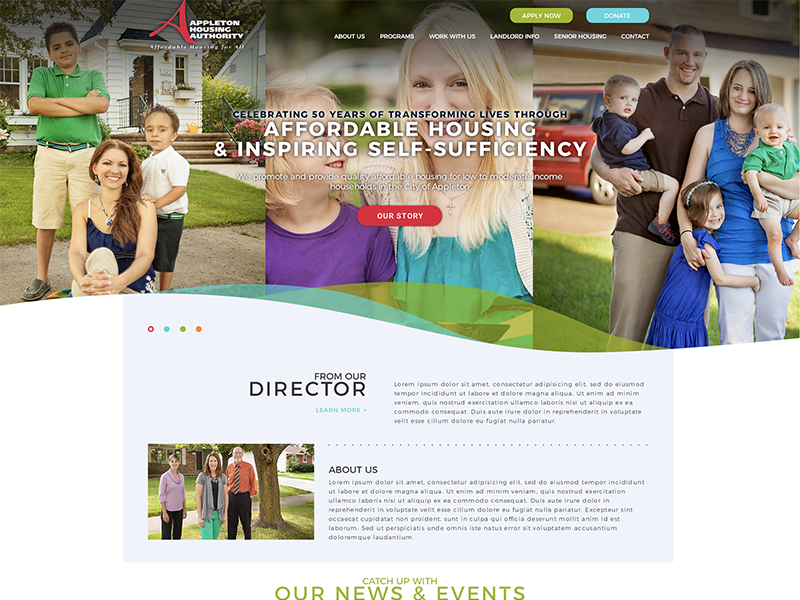 APPLETON
HOUSING
AUTHORITY
Affordable Housing for All
APPLY NOW
DONATE
ABOUT US
PROGRAMS
WORK WITH US
LANDLORD INFO
SENIOR HOUSING
CONTACT
CELEBRATING 50 YEARS OF TRANSFORMING LIVES THROUGH
AFFORDABLE HOUSING
& INSPIRING SELF-SUFFICIENCY
We promote and provide quality affordable housing for low to moderate income
households in the City of Appleton
OUR STORY
FROM OUR
DIRECTOR
LEARN MORE >
Lorem ipsum dolor sit amet, consectetur adipisicing elit, sed do eiusmod
tempor incididunt ut labore et dolore magna aliqua. Ut enim ad minim
veniam, quis nostrud exercitation ullamco laboris nisi ut aliquip ex ea
commodo consequat. Duis aute irure dolor in reprehenderit in voluptate
velit esse cillum dolore eu fugiat nulla pariatur.
ABOUT US
Lorem ipsum dolor sit amet, consectetur adipisicing elit, sed do eiusmod
tempor incididunt ut labore et dolore magna aliqua. Ut enim ad minim veniam,
quis nostrud exercitation ullamco laboris nisi ut aliquip ex ea commodo
consequat. Duis aute irure dolor in
reprehenderit in voluptate velit esse cillum dolore eu fugiat nulla pariatur. Excepteur sint
occaecat cupidatat non proident, sunt in culpa qui officia deserunt mollit anim id est
laborum. Sed ut perspiciatis unde omnis iste natus error sit voluptatem accusantium
doloremque laudantium.
CATCH UP WITH
OUR NEWS & EVENTS